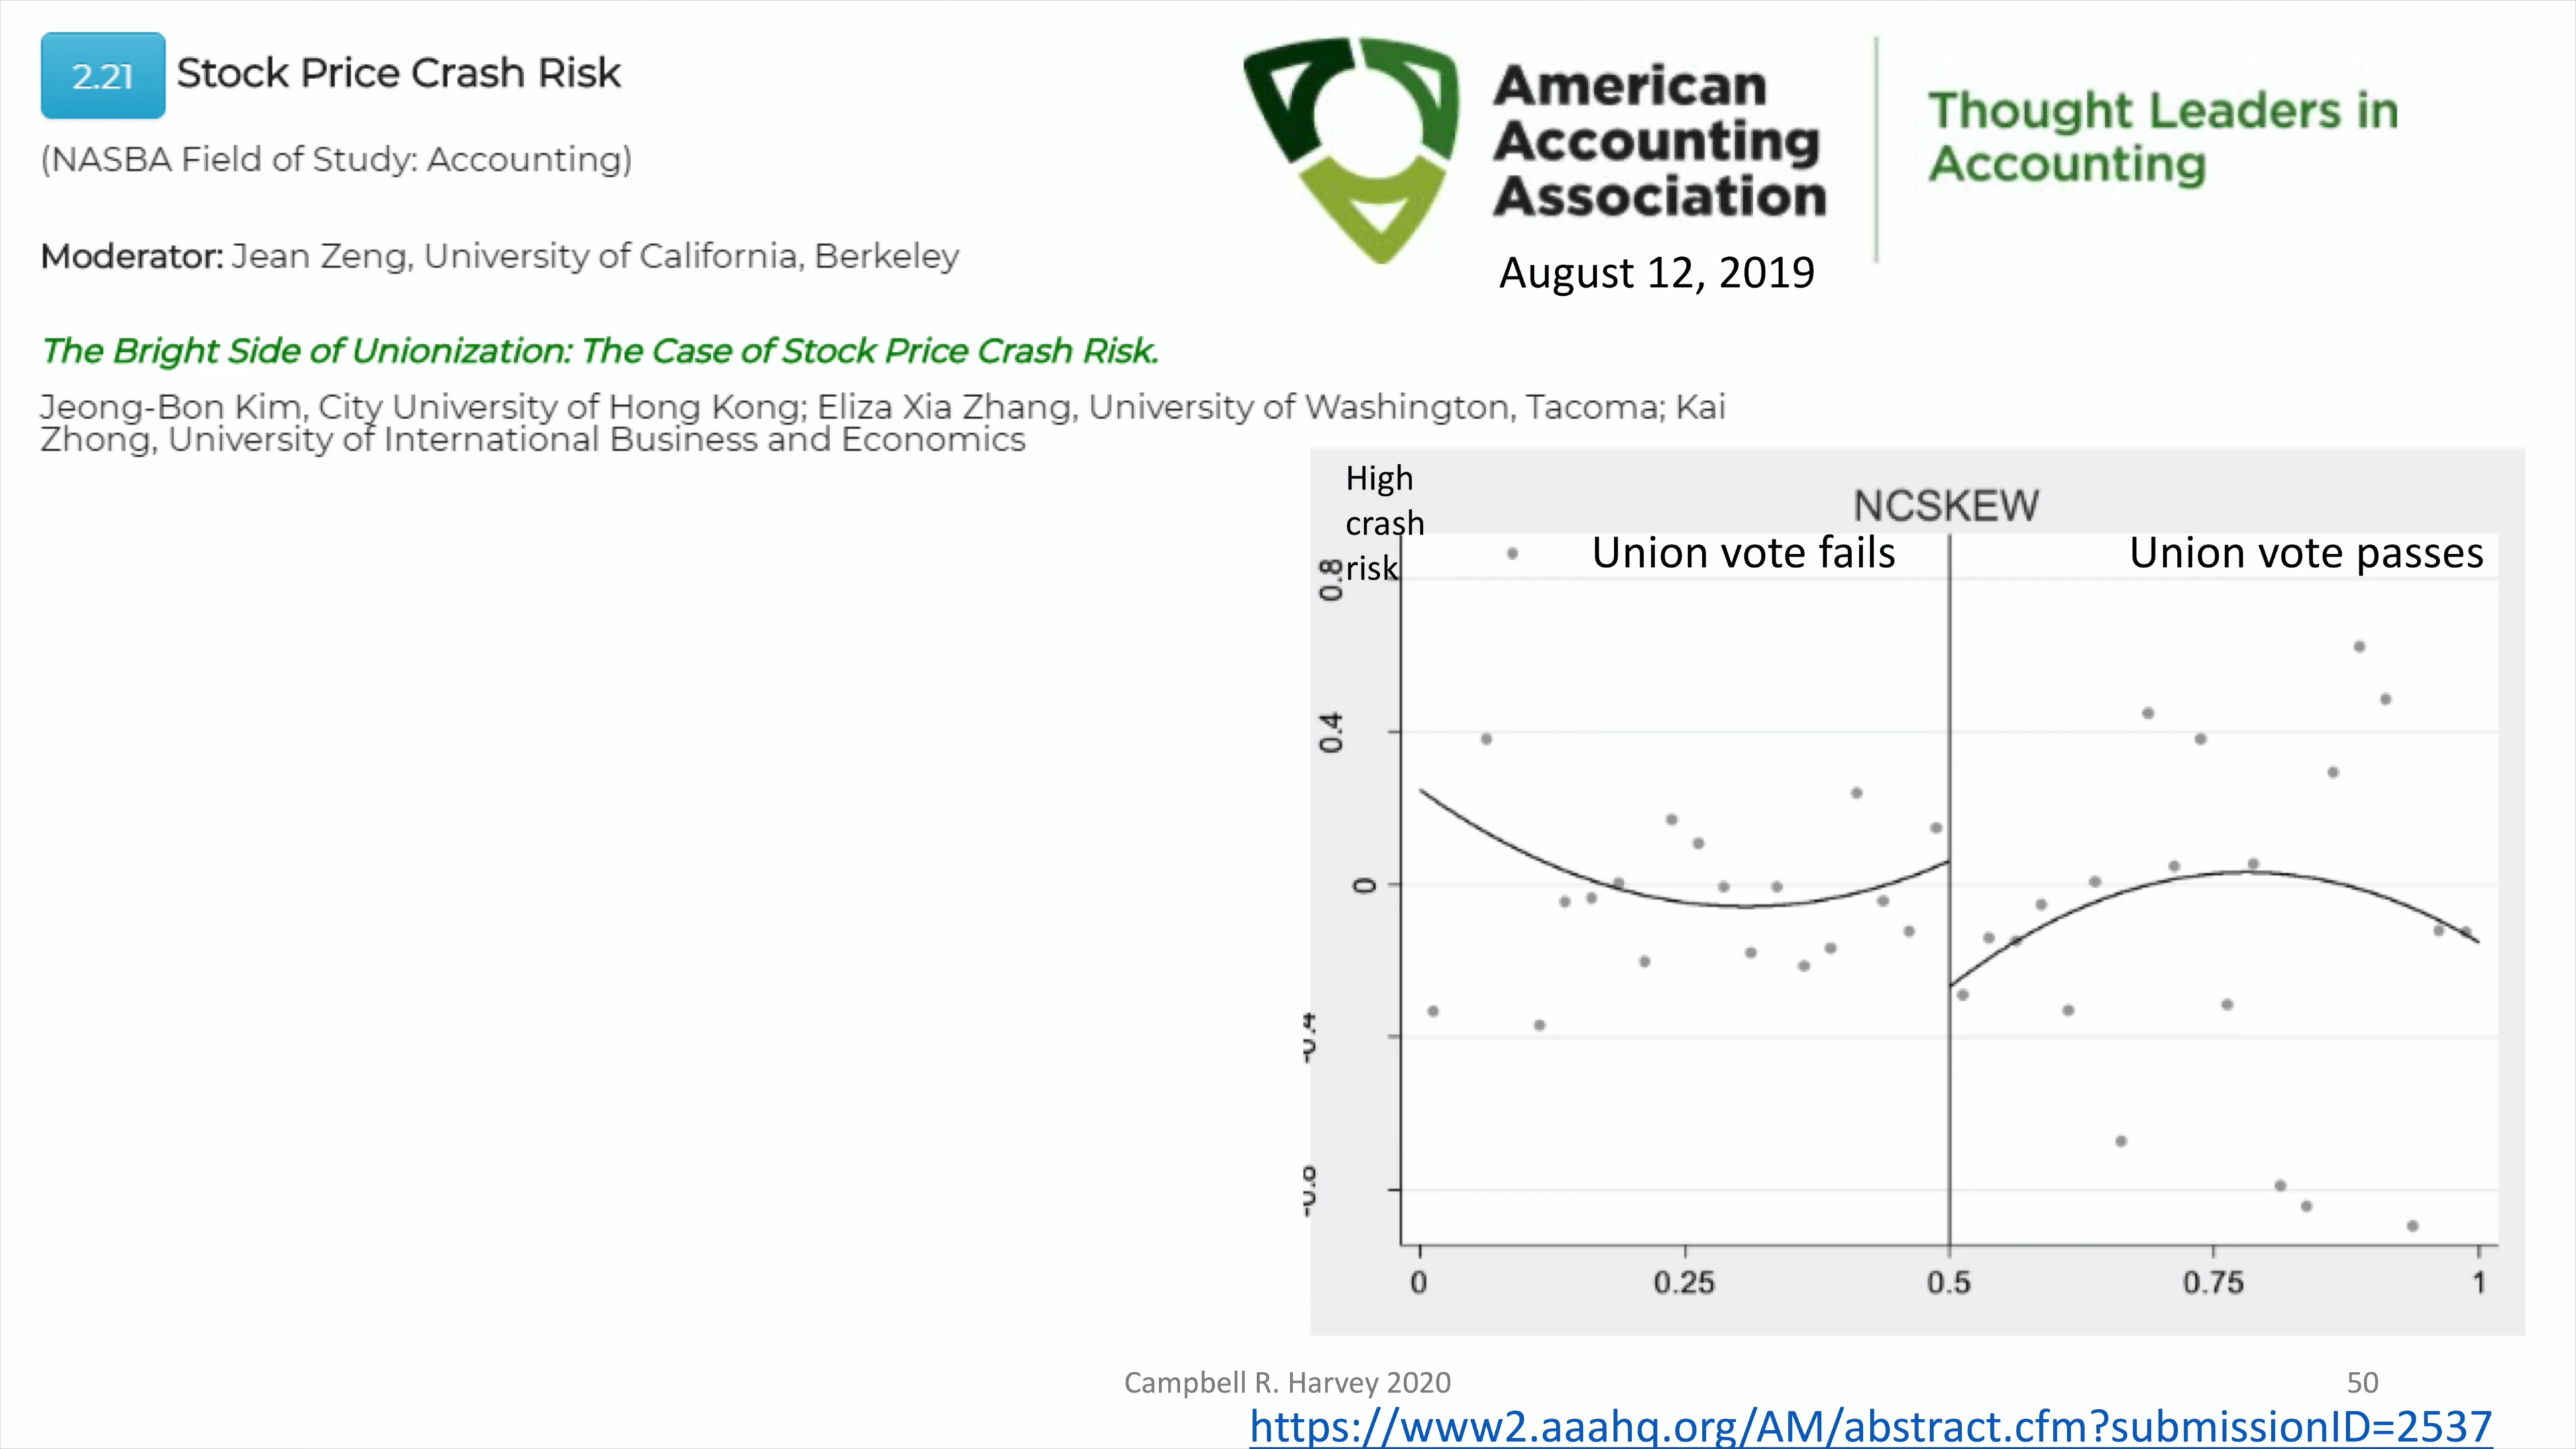 2.21 Stock Price Crash Risk
(NASBA Field of Study: Accounting)
Moderator: Jean Zeng, University of California, Berkeley
The Bright Side of Unionization: The Case of Stock Price Crash Risk.
Jeong-Bon Kim, City University of Hong Kong; Eliza Xia Zhang, University of Washington, Tacoma; Kai
Zhong, University of International Business and Economics
American
Accounting
Association
Thought Leaders in
Accounting
August 12, 2019
High
crash
risk
NCSKEW
Union vote fails
Union vote passes
0.8
0.4
0
-0.4
-0.8
0
0.25
0.5
0.75
1
Campbell R. Harvey 2020
50
https://www2.aaahq.org/AM/abstract.cfm?submissionID=2537